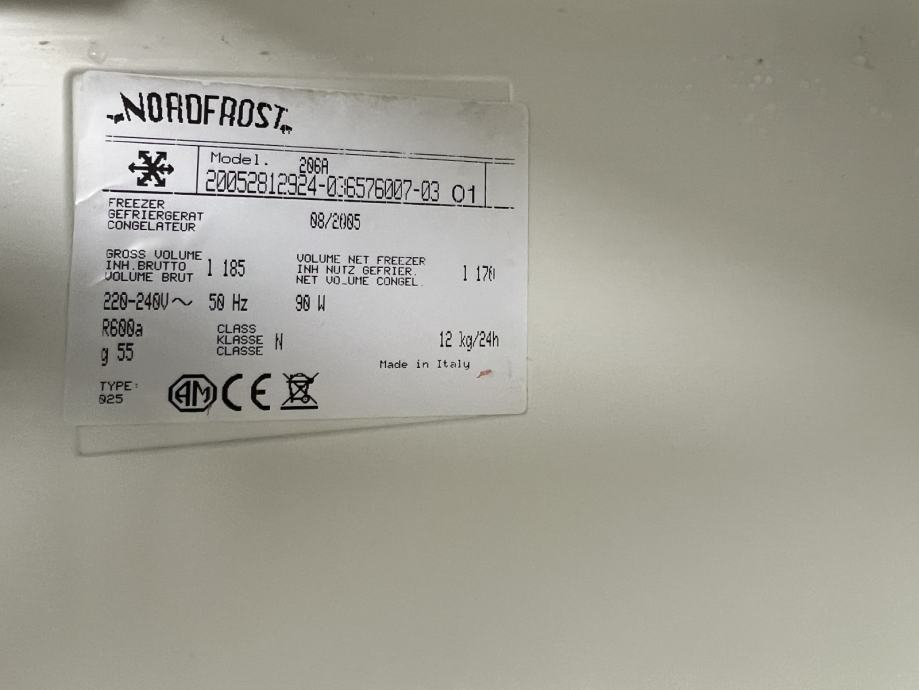 NORDFROST
Model. 206A
20052812924-036576007-03 01
FREEZER
GEFRIERGERAT
CONGELATEUR
08/2005
GROSS VOLUME
INH.BRUTTO
VOLUME BRUT
l 185
VOLUME NET FREEZER
INH NUTZ GEFRIER.
NET VOLUME CONGEL.
l 170
220-240V~ 50 Hz 90 W
R600a
g 55
CLASS
KLASSE N
CLASSE
12 kg/24h
Made in Italy
TYPE:
025
AM CE